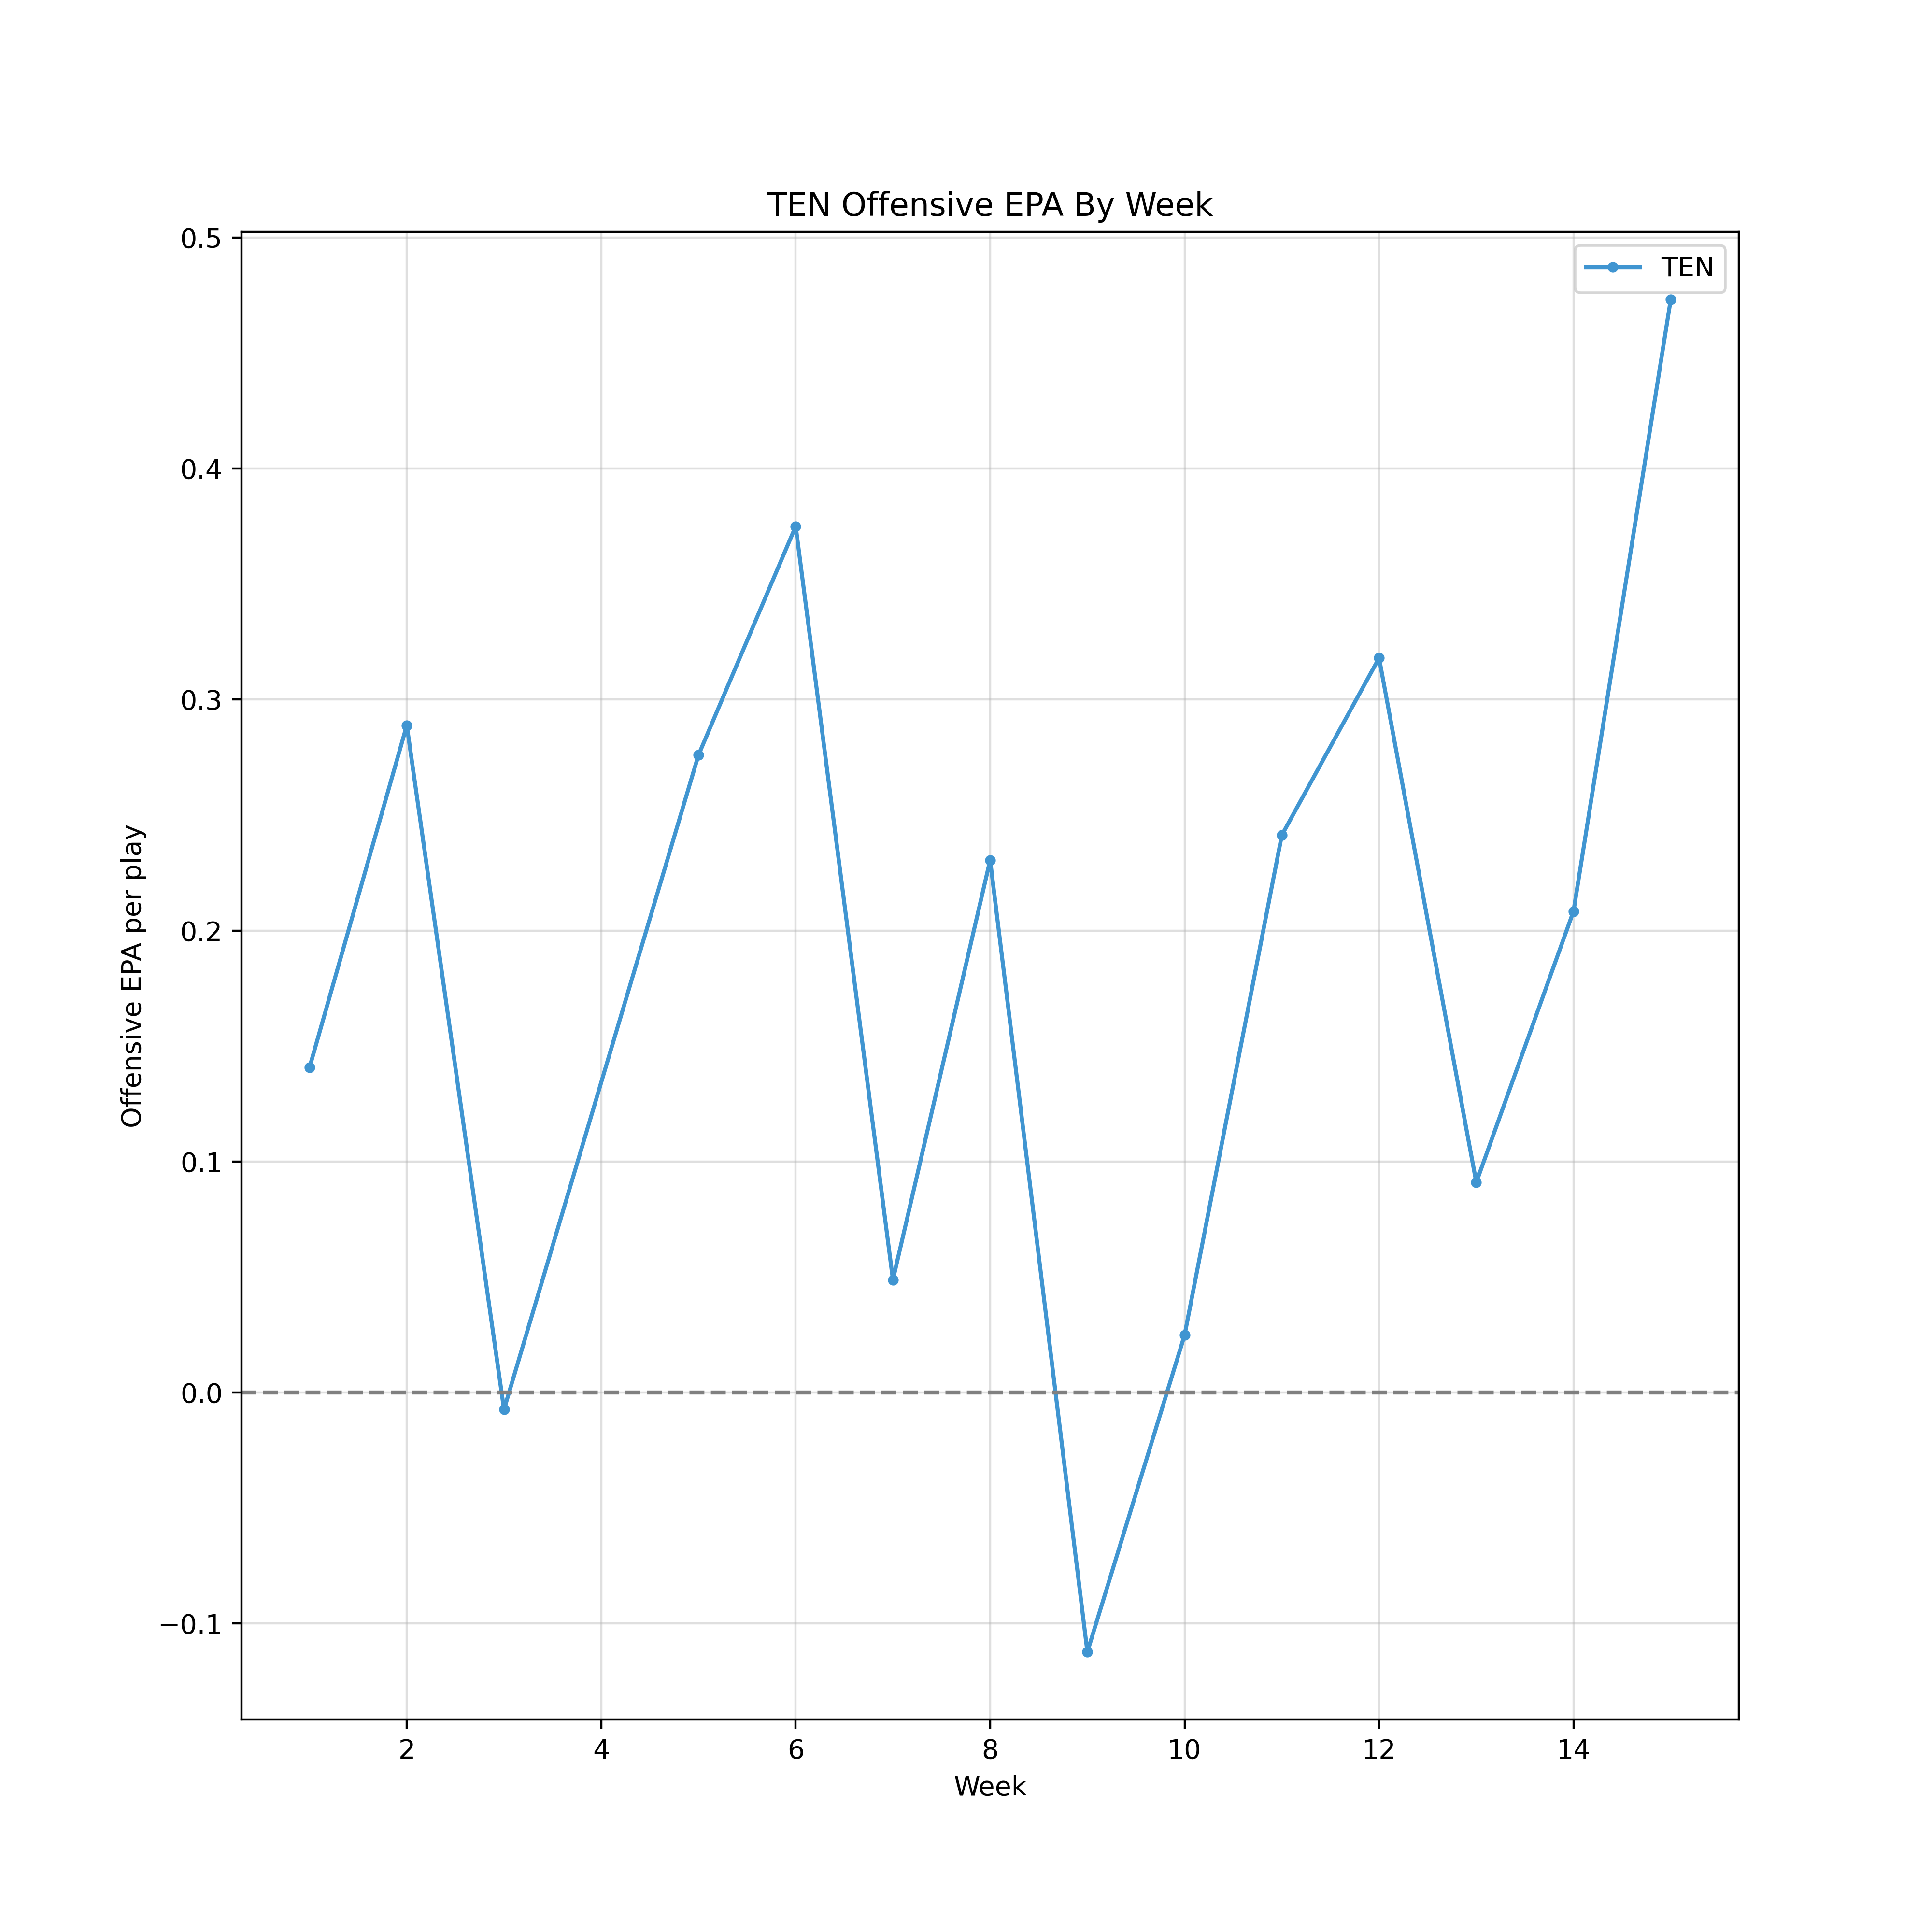 TEN Offensive EPA By Week
TEN
0.5
0.4
0.3
0.2
0.1
0.0
−0.1
Offensive EPA per play
2 4 6 8 10 12 14
Week